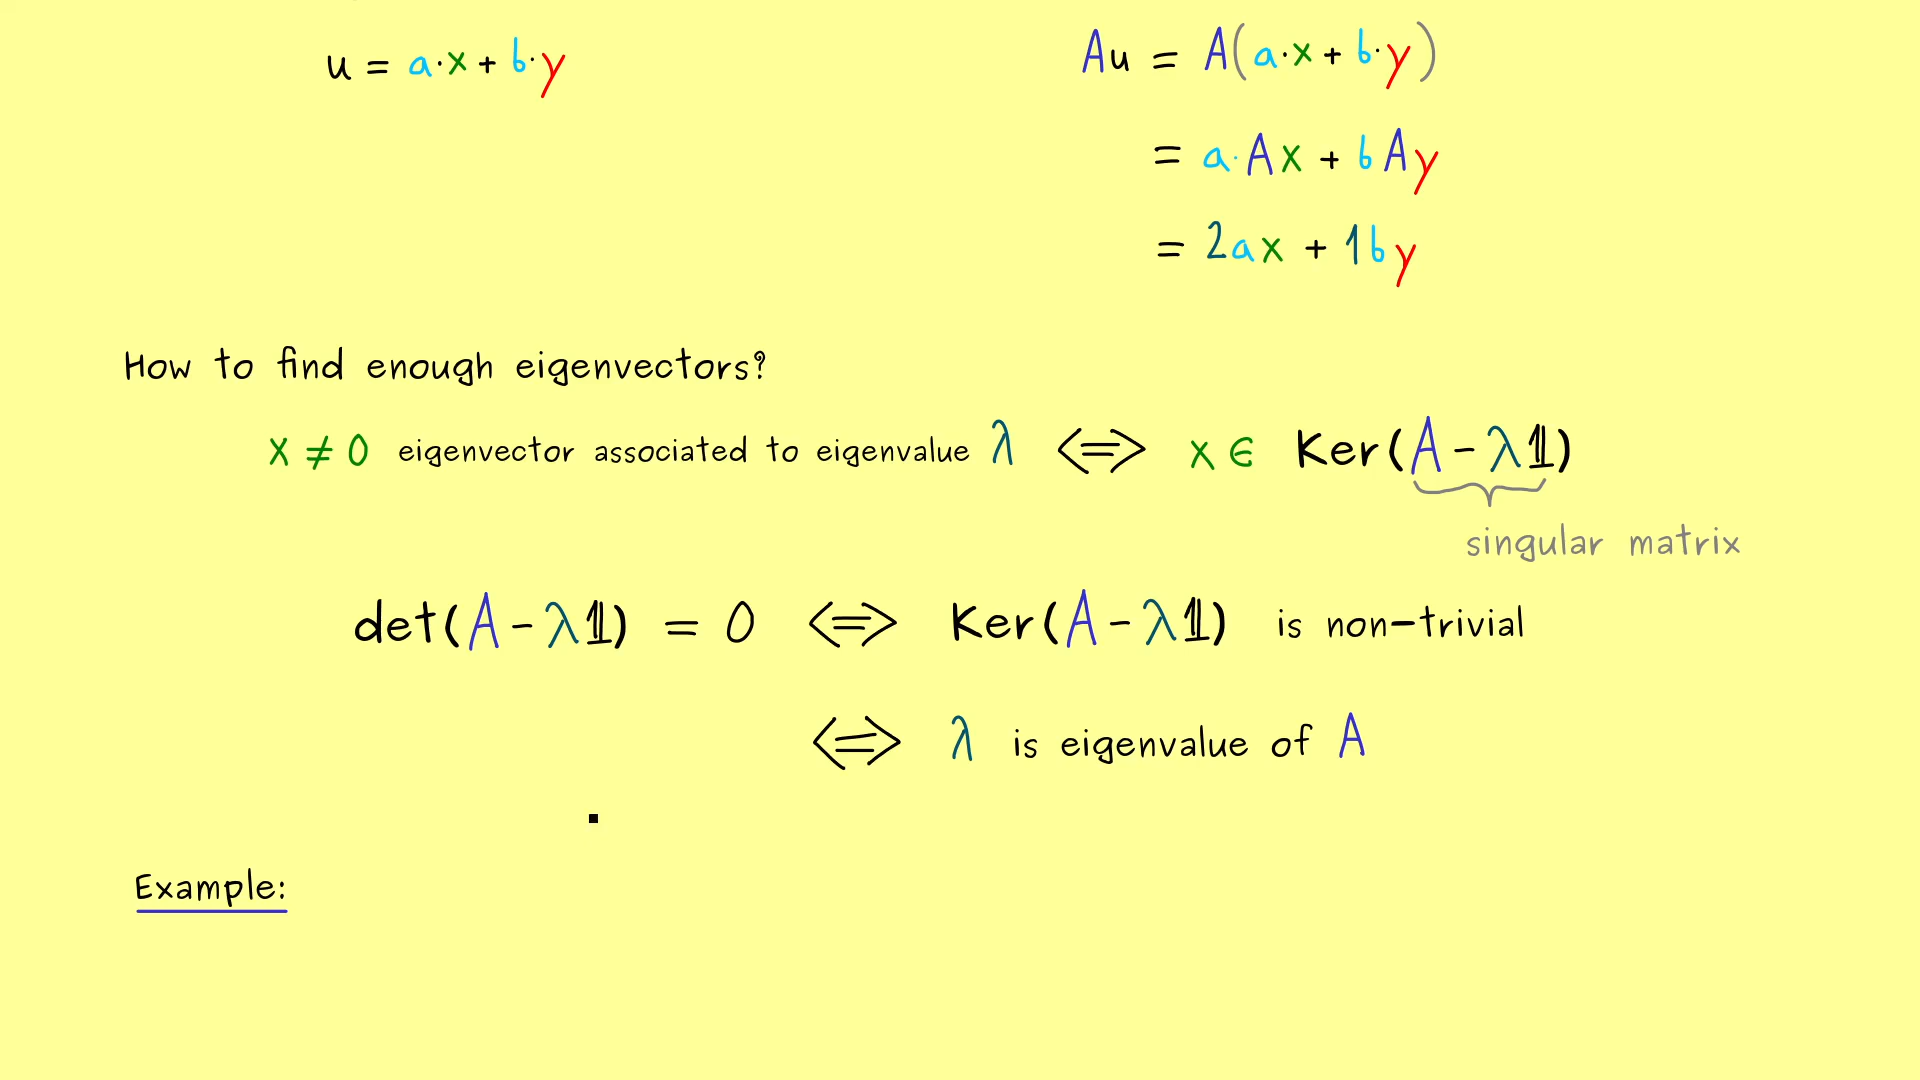 u = a·x + b·y
Au = A(a·x + b·y)
= a·Ax + bAy
= 2ax + 1by
How to find enough eigenvectors?
x ≠ 0 eigenvector associated to eigenvalue λ ⟺ x ∈ Ker(A − λ𝟙)
singular matrix
det(A − λ𝟙) = 0 ⟺ Ker(A − λ𝟙) is non-trivial
⟺ λ is eigenvalue of A
Example: